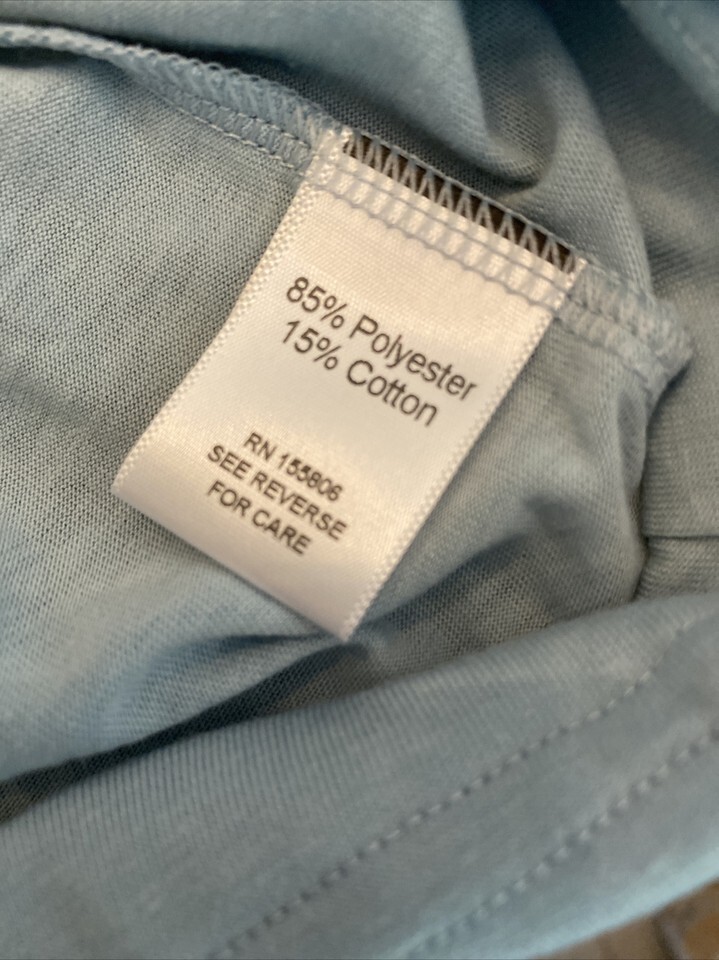 85% Polyester
15% Cotton
RN 155806
SEE REVERSE
FOR CARE